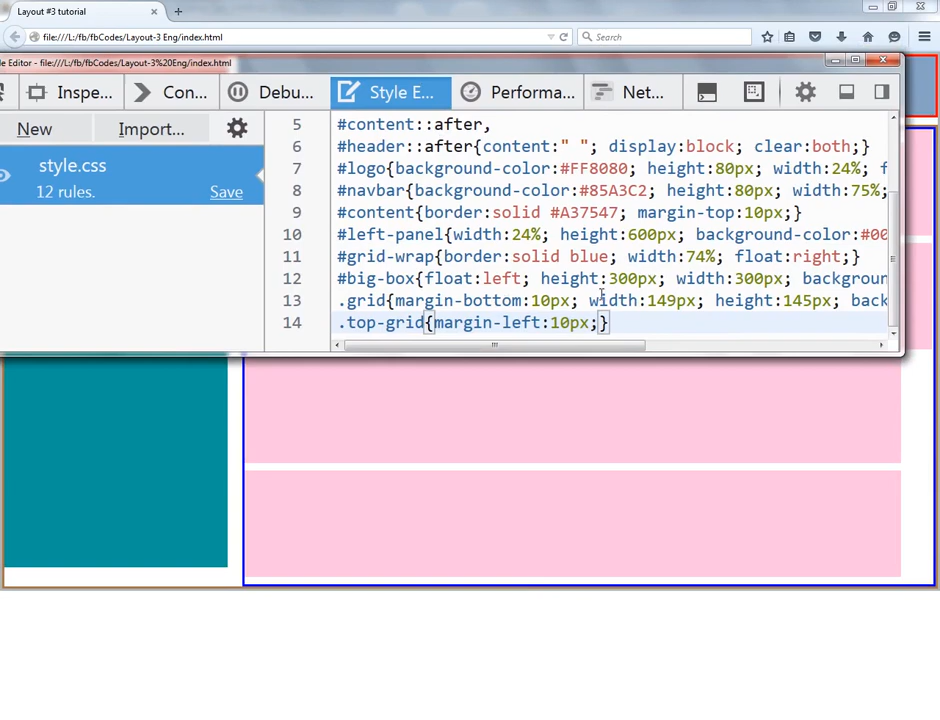 Layout #3 tutorial
file:///L:/fb/fbCodes/Layout-3 Eng/index.html
Search
le Editor - file:///L:/fb/fbCodes/Layout-3%20Eng/index.html
Inspe...
Con...
Debu...
Style E...
Performa...
Net...
New
Import...
style.css
12 rules.
Save
5 #content::after,
6 #header::after{content:" "; display:block; clear:both;}
7 #logo{background-color:#FF8080; height:80px; width:24%; f
8 #navbar{background-color:#85A3C2; height:80px; width:75%;
9 #content{border:solid #A37547; margin-top:10px;}
10 #left-panel{width:24%; height:600px; background-color:#00
11 #grid-wrap{border:solid blue; width:74%; float:right;}
12 #big-box{float:left; height:300px; width:300px; backgroun
13 .grid{margin-bottom:10px; width:149px; height:145px; back
14 .top-grid{margin-left:10px;}